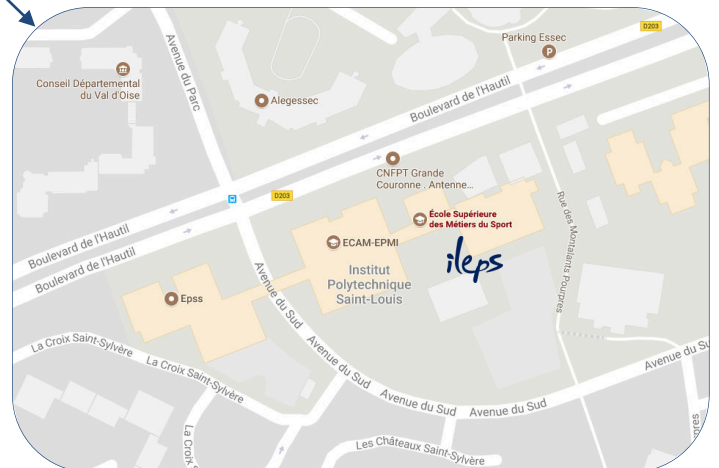 D203
Parking Essec
P
Avenue du Parc
Boulevard de l'Hautil
Conseil Départemental
du Val d'Oise
Alegessec
CNFPT Grande
Couronne . Antenne...
D203
École Supérieure
des Métiers du Sport
ileps
Rue des Montalants Pourpres
ECAM-EPMI
Institut
Polytechnique
Saint-Louis
Boulevard de l'Hautil
Boulevard de l'Hautil
Avenue du Sud
Epss
La Croix Saint-Sylvère
La Croix Saint-Sylvère
Avenue du Sud
Avenue du Sud
Avenue du Sud
Avenue du Su
La Croix S
Les Châteaux Saint-Sylvère
pres